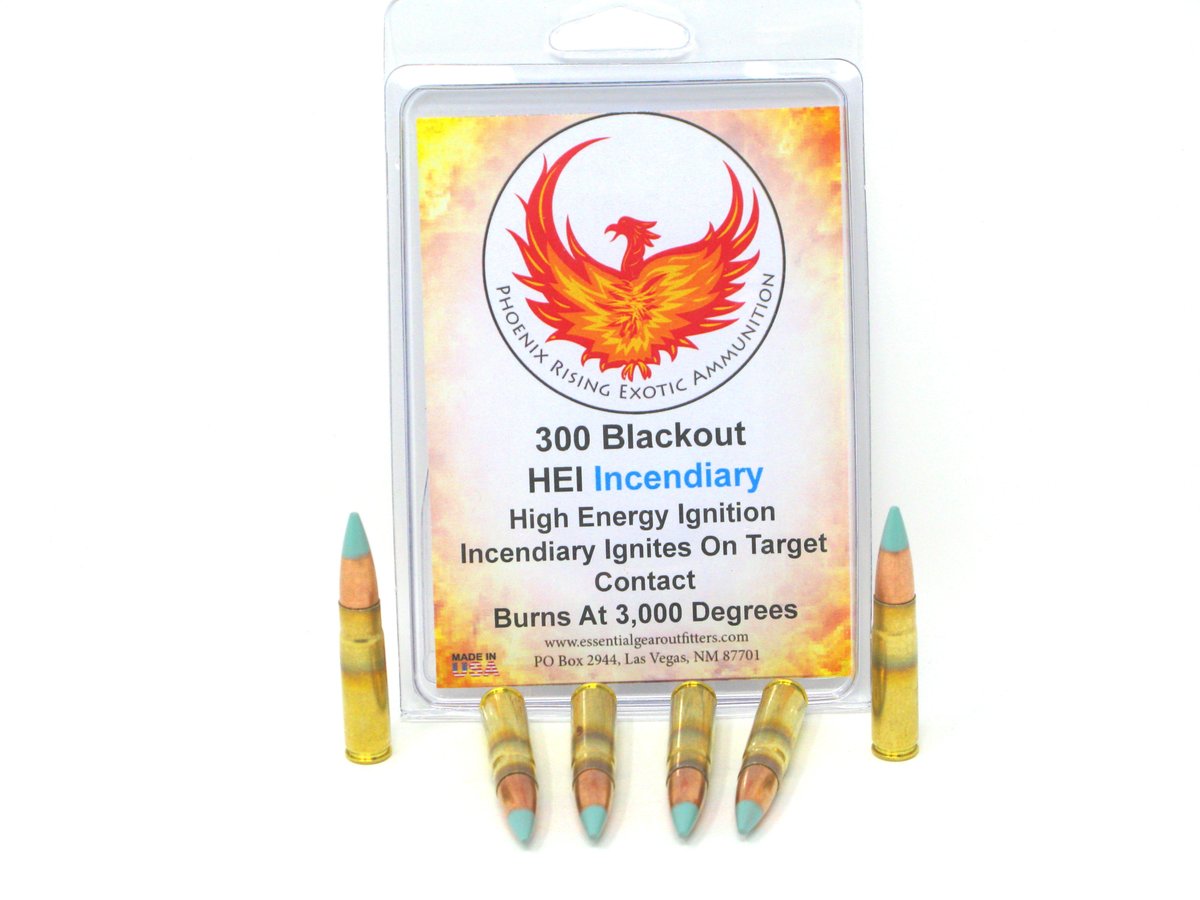 PHOENIX RISING EXOTIC AMMUNITION
300 Blackout
HEI Incendiary
High Energy Ignition
Incendiary Ignites On Target
Contact
Burns At 3,000 Degrees
www.essentialgearoutfitters.com
PO Box 2944, Las Vegas, NM 87701
MADE IN
USA